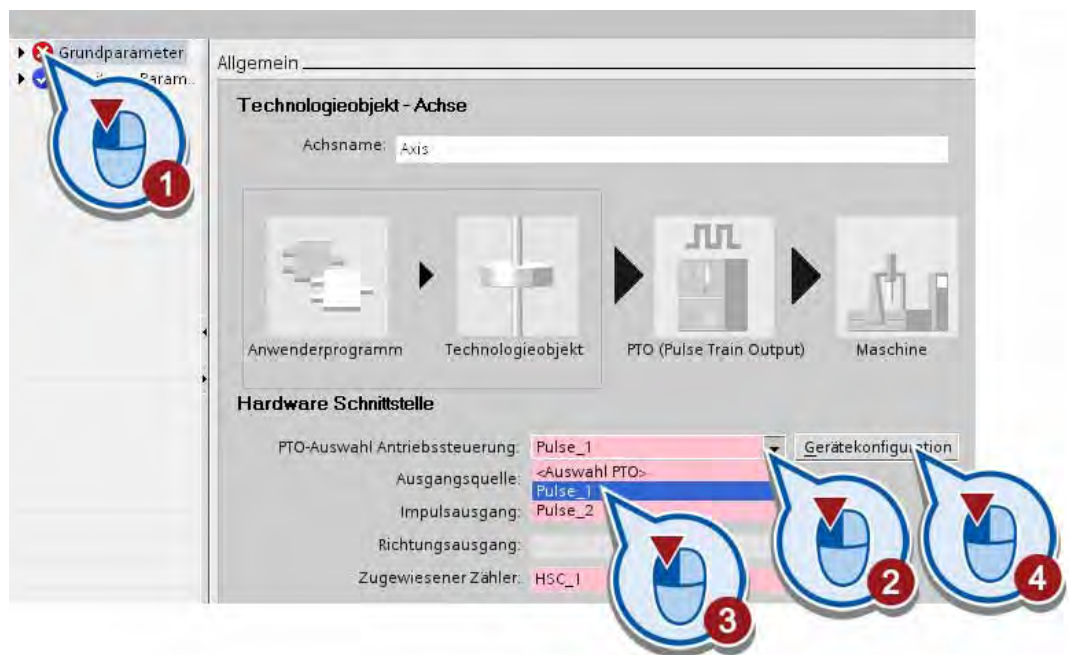 Grundparameter
Param..
Allgemein
Technologieobjekt - Achse
Achsname: Axis
Anwenderprogramm Technologieobjekt PTO (Pulse Train Output) Maschine
Hardware Schnittstelle
PTO-Auswahl Antriebssteuerung: Pulse_1 Gerätekonfiguration
Ausgangsquelle: <Auswahl PTO>
Pulse_1
Impulsausgang: Pulse_2
Richtungsausgang:
Zugewiesener Zähler: HSC_1
1
2
3
4